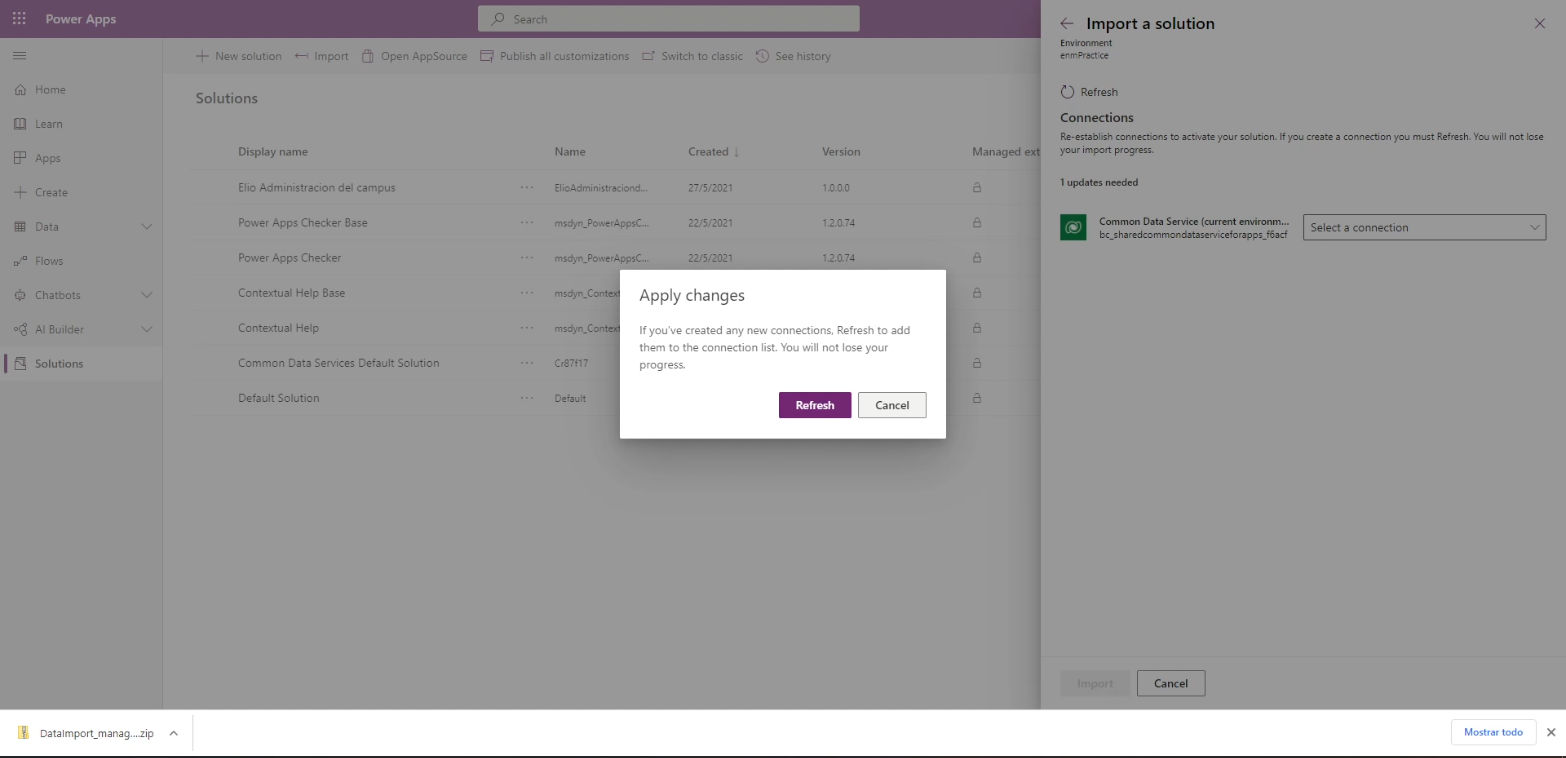 Power Apps
Search
Import a solution
Environment
enmPractice
New solution
Import
Open AppSource
Publish all customizations
Switch to classic
See history
Home
Learn
Apps
Create
Data
Flows
Chatbots
AI Builder
Solutions
Solutions
Display name Name Created ↓ Version Managed ext
Elio Administracion del campus ... ElioAdministraciond... 27/5/2021 1.0.0.0
Power Apps Checker Base ... msdyn_PowerAppsC... 22/5/2021 1.2.0.74
Power Apps Checker ... msdyn_PowerAppsC... 22/5/2021 1.2.0.74
Contextual Help Base ... msdyn_Context
Contextual Help ... msdyn_Context
Common Data Services Default Solution ... Cr87f17
Default Solution ... Default
Apply changes
If you've created any new connections, Refresh to add
them to the connection list. You will not lose your
progress.
Refresh Cancel
Refresh
Connections
Re-establish connections to activate your solution. If you create a connection you must Refresh. You will not lose
your import progress.
1 updates needed
Common Data Service (current environm...
bc_sharedcommondataserviceforapps_f6acf
Select a connection
Import Cancel
DataImport_manag....zip
Mostrar todo